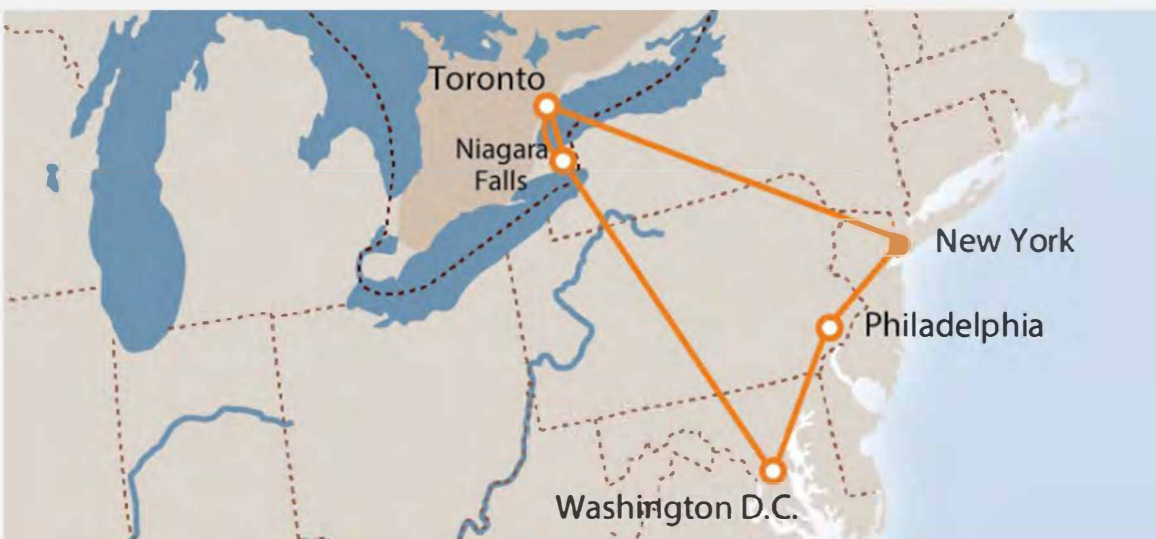 Toronto
Niagara
Falls
New York
Philadelphia
Washington D.C.